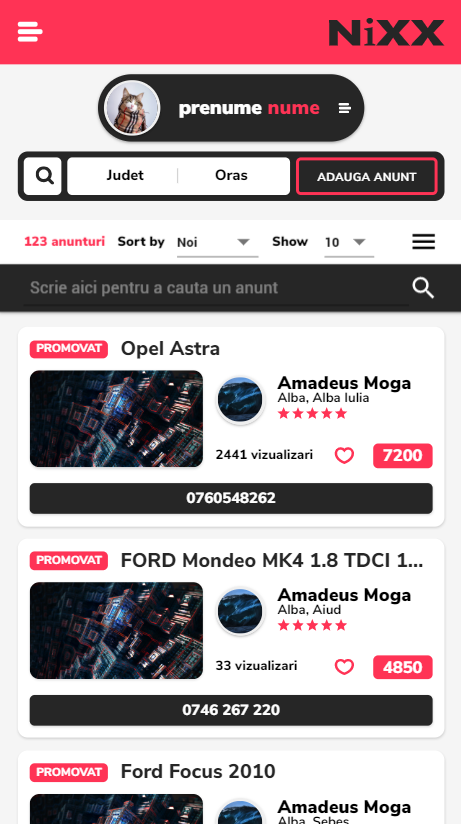 NiXX
prenume nume
Judet Oras ADAUGA ANUNT
123 anunturi Sort by Noi Show 10
Scrie aici pentru a cauta un anunt
PROMOVAT Opel Astra
Amadeus Moga
Alba, Alba Iulia
2441 vizualizari 7200
0760548262
PROMOVAT FORD Mondeo MK4 1.8 TDCI 1...
Amadeus Moga
Alba, Aiud
33 vizualizari 4850
0746 267 220
PROMOVAT Ford Focus 2010
Amadeus Moga
Alba, Sebes